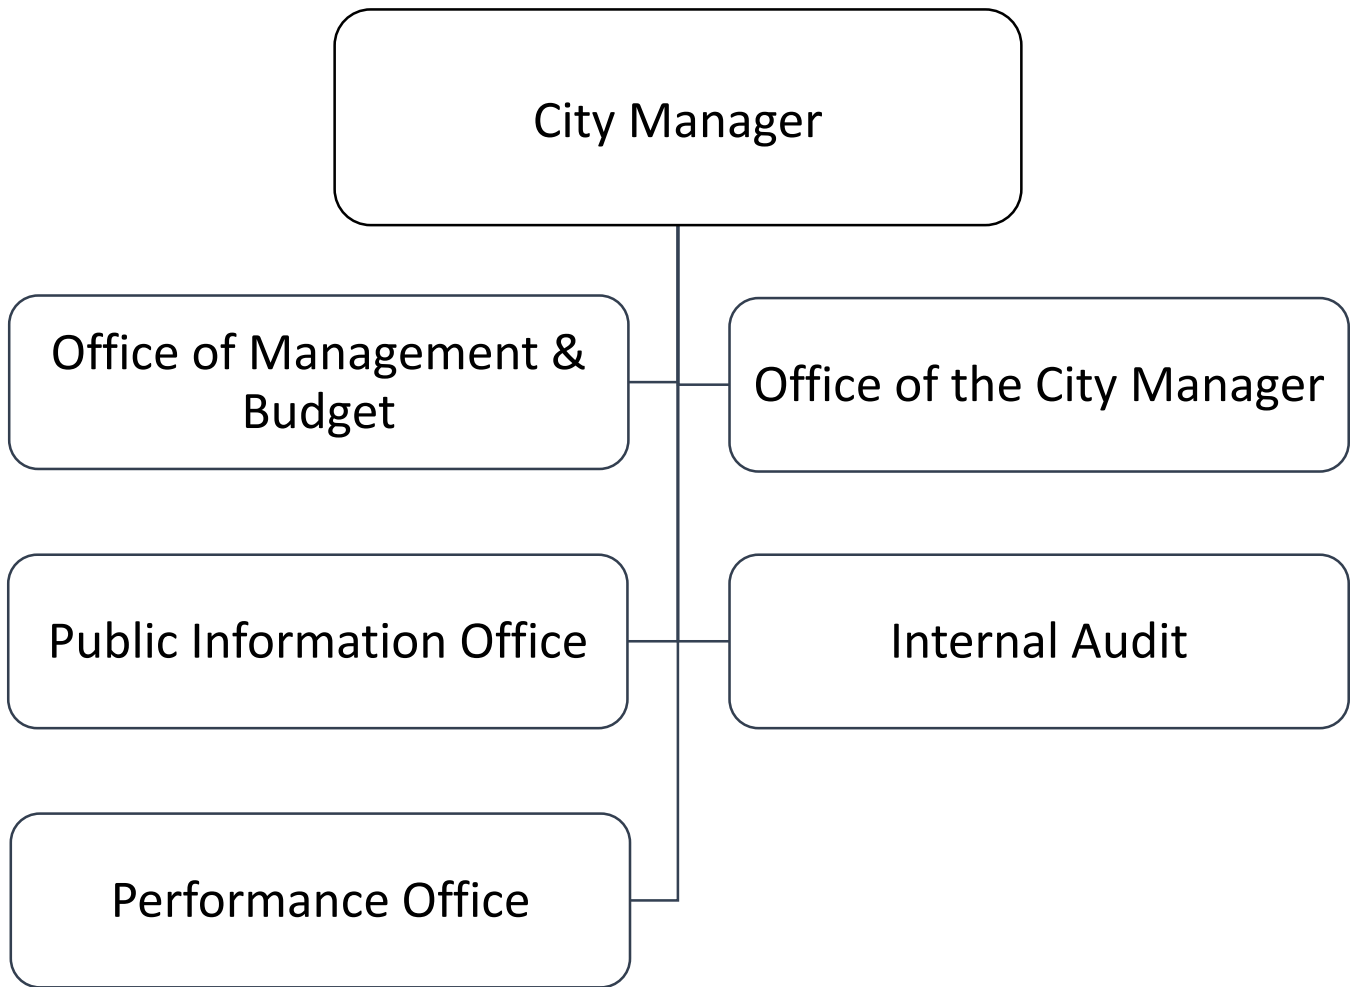 City Manager
Office of Management &
Budget
Office of the City Manager
Public Information Office
Internal Audit
Performance Office